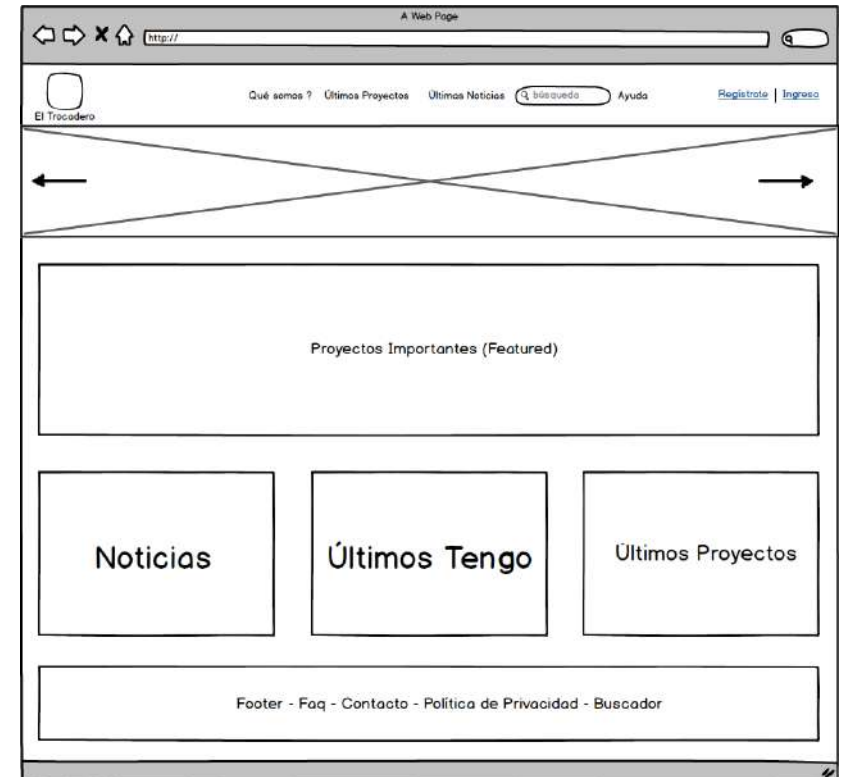 A Web Page
http://
Qué somos ? Últimos Proyectos Últimas Noticias búsqueda Ayuda Registrate | Ingreso
El Trocadero
Proyectos Importantes (Featured)
Noticias
Últimos Tengo
Últimos Proyectos
Footer - Faq - Contacto - Política de Privacidad - Buscador